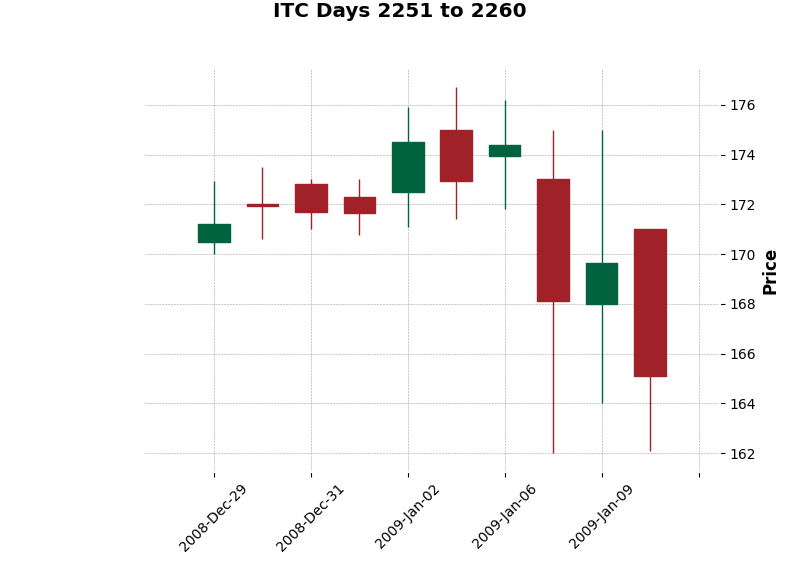 ITC Days 2251 to 2260
176
174
172
170
168
166
164
162
Price
2008-Dec-29
2008-Dec-31
2009-Jan-02
2009-Jan-06
2009-Jan-09